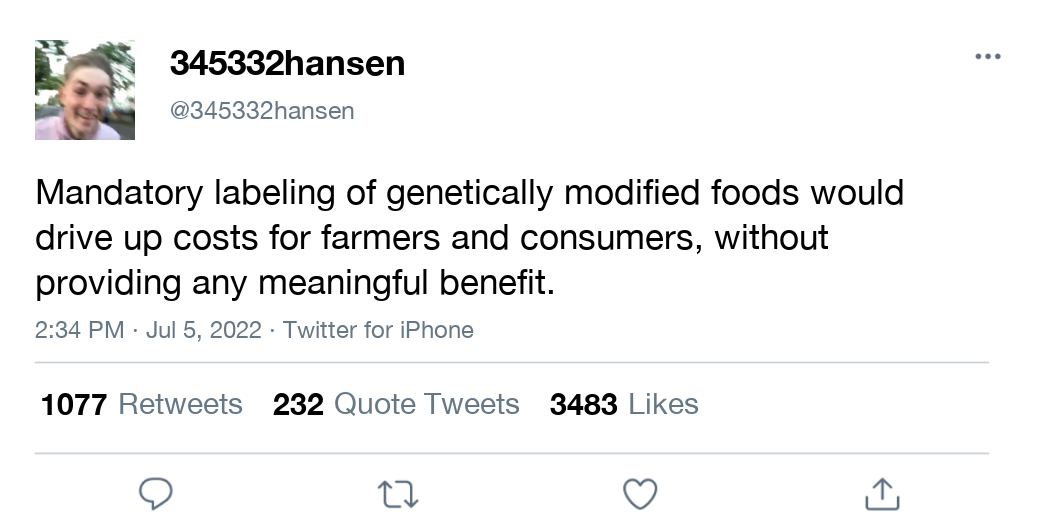 345332hansen
@345332hansen
Mandatory labeling of genetically modified foods would
drive up costs for farmers and consumers, without
providing any meaningful benefit.
2:34 PM · Jul 5, 2022 · Twitter for iPhone
1077 Retweets 232 Quote Tweets 3483 Likes